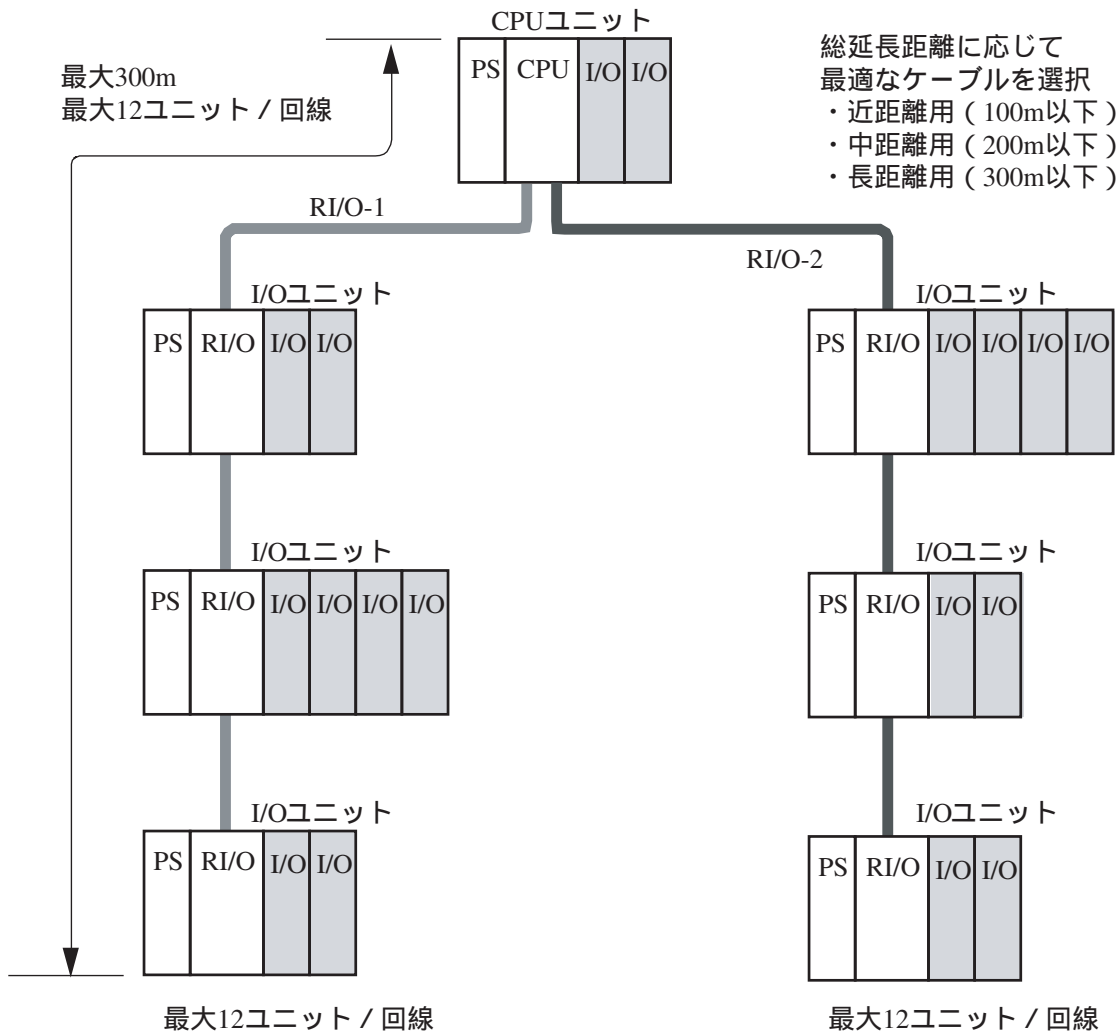 CPUユニット
PS CPU I/O I/O
最大300m
最大12ユニット / 回線
総延長距離に応じて
最適なケーブルを選択
・近距離用（100m以下）
・中距離用（200m以下）
・長距離用（300m以下）
RI/O-1
RI/O-2
I/Oユニット
PS RI/O I/O I/O
I/Oユニット
PS RI/O I/O I/O I/O I/O
I/Oユニット
PS RI/O I/O I/O I/O I/O
I/Oユニット
PS RI/O I/O I/O
I/Oユニット
PS RI/O I/O I/O
I/Oユニット
PS RI/O I/O I/O
最大12ユニット / 回線
最大12ユニット / 回線